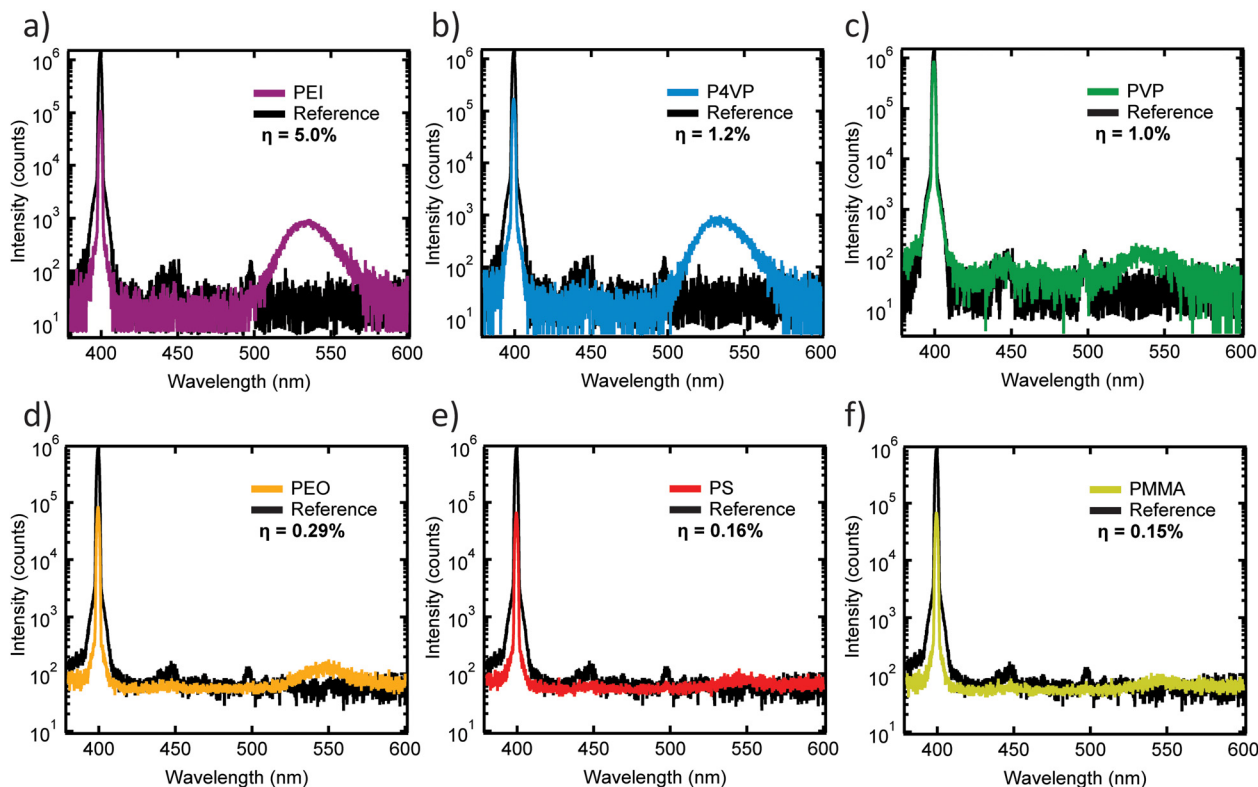 a)
10^6
10^5
10^4
10^3
10^2
10^1
Intensity (counts)
PEI
Reference
η = 5.0%
400
450
500
550
600
Wavelength (nm)
b)
10^6
10^5
10^4
10^3
10^2
10^1
Intensity (counts)
P4VP
Reference
η = 1.2%
400
450
500
550
600
Wavelength (nm)
c)
10^6
10^5
10^4
10^3
10^2
10^1
Intensity (counts)
PVP
Reference
η = 1.0%
400
450
500
550
600
Wavelength (nm)
d)
10^6
10^5
10^4
10^3
10^2
10^1
Intensity (counts)
PEO
Reference
η = 0.29%
400
450
500
550
600
Wavelength (nm)
e)
10^6
10^5
10^4
10^3
10^2
10^1
Intensity (counts)
PS
Reference
η = 0.16%
400
450
500
550
600
Wavelength (nm)
f)
10^6
10^5
10^4
10^3
10^2
10^1
Intensity (counts)
PMMA
Reference
η = 0.15%
400
450
500
550
600
Wavelength (nm)